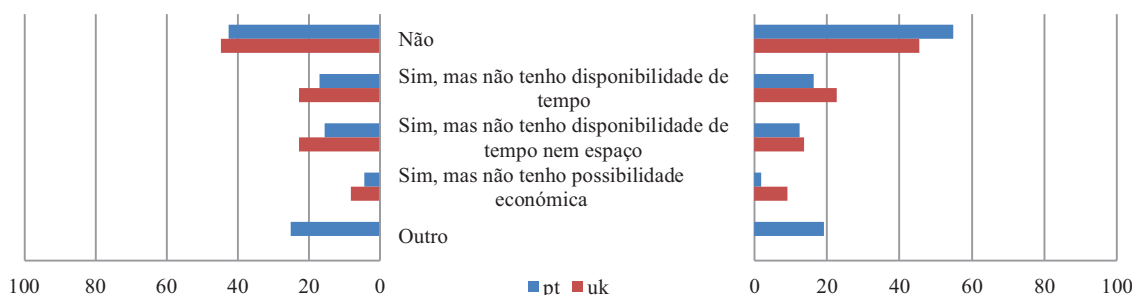 Não
Sim, mas não tenho disponibilidade de
tempo
Sim, mas não tenho disponibilidade de
tempo nem espaço
Sim, mas não tenho possibilidade
económica
Outro
100 80 60 40 20 0
pt uk
0 20 40 60 80 100